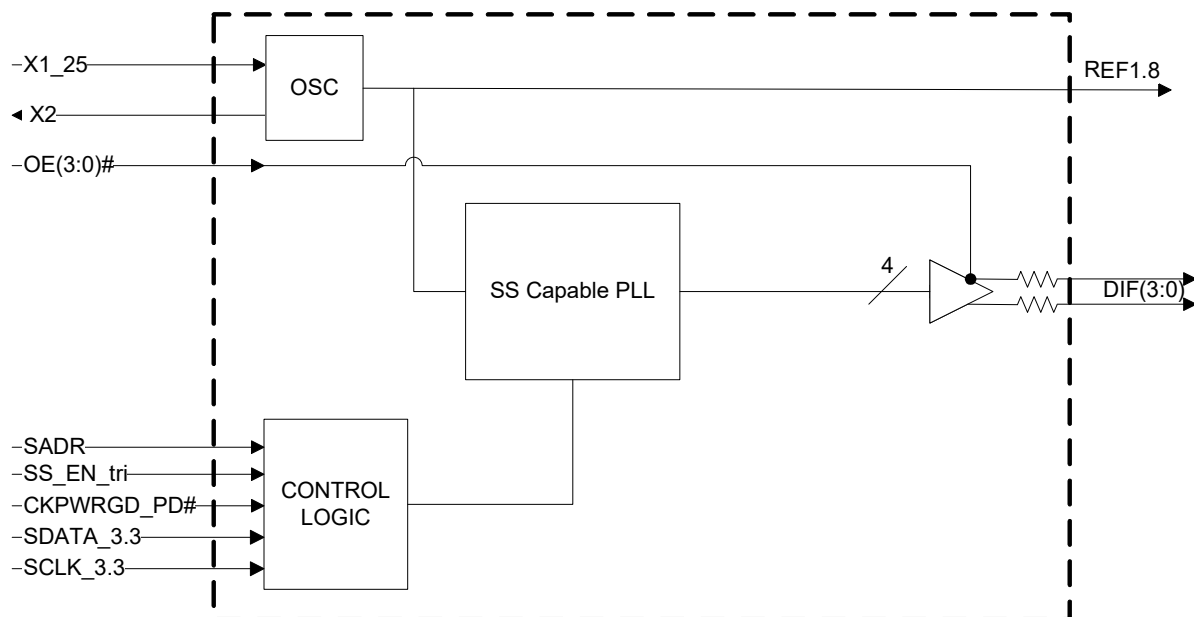 X1_25
OSC
REF1.8
X2
OE(3:0)#
4
SS Capable PLL
DIF(3:0)
SADR
SS_EN_tri
CKPWRGD_PD#
SDATA_3.3
SCLK_3.3
CONTROL
LOGIC